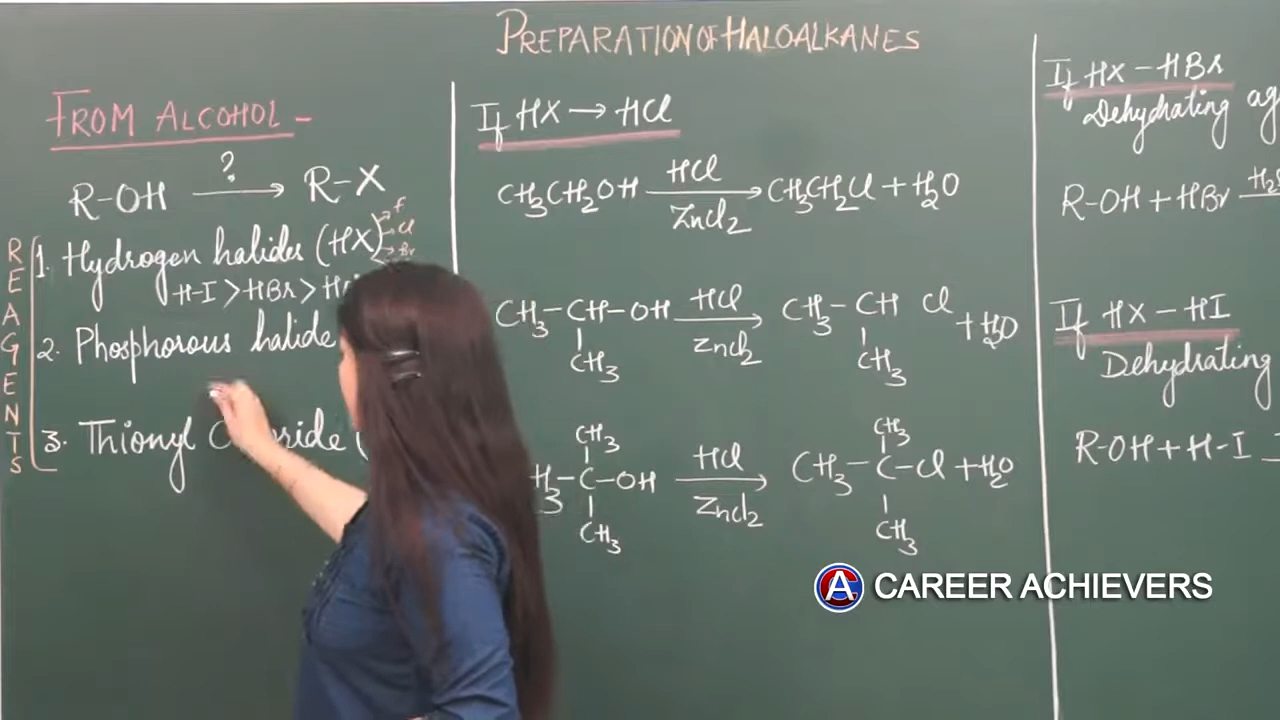 PREPARATION OF HALOALKANES
FROM ALCOHOL -
R-OH ? → R-X
REAGENTS
1. Hydrogen halides (HX) → F → Cl → Br
H-I > HBr >
2. Phosphorous halide
3. Thionyl
If HX → HCl
CH3CH2OH HCl ZnCl2 → CH3CH2Cl + H2O
CH3-CH-OH HCl ZnCl2 → CH3-CH Cl + H2O
CH3 CH3
CH3 CH3
H3-C-OH HCl ZnCl2 → CH3-C-Cl + H2O
CH3 CH3
If HX - HBr
Dehydrating
R-OH + HBr
If HX - HI
Dehydrating
R-OH + H-I
CAREER ACHIEVERS